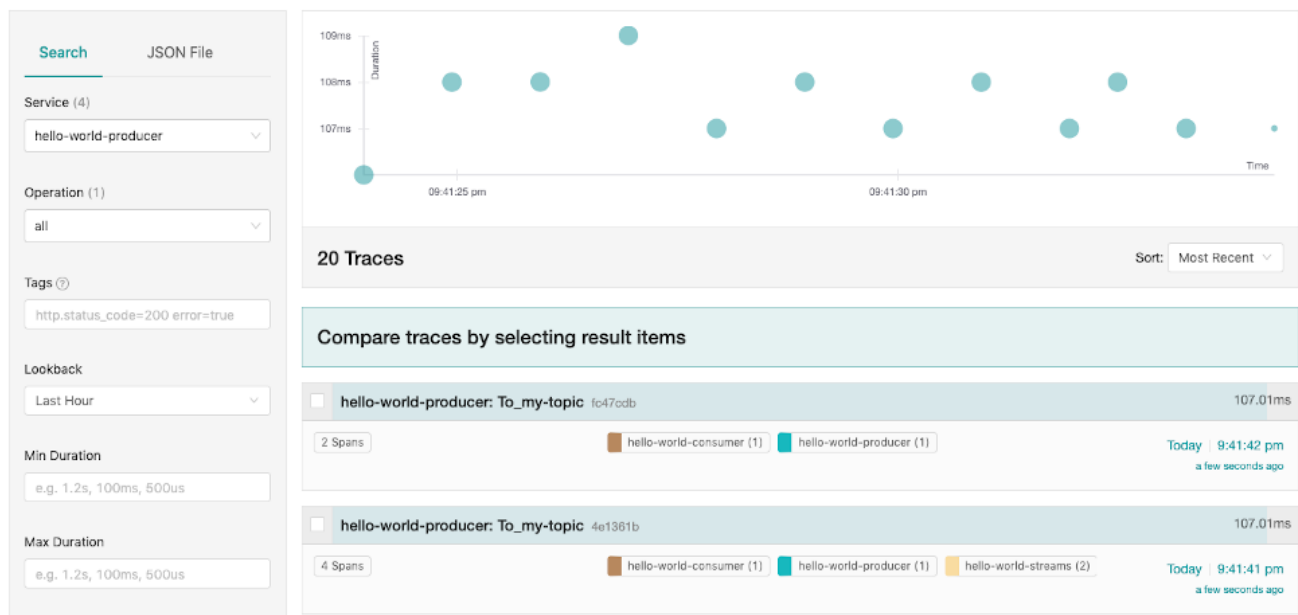 Search JSON File
Service (4)
hello-world-producer
Operation (1)
all
Tags ?
http.status_code=200 error=true
Lookback
Last Hour
Min Duration
e.g. 1.2s, 100ms, 500us
Max Duration
e.g. 1.2s, 100ms, 500us
109ms
108ms
107ms
Duration
Time
09:41:25 pm 09:41:30 pm
20 Traces Sort: Most Recent
Compare traces by selecting result items
hello-world-producer: To_my-topic fc47cdb 107.01ms
2 Spans hello-world-consumer (1) hello-world-producer (1) Today 9:41:42 pm
a few seconds ago
hello-world-producer: To_my-topic 4e1361b 107.01ms
4 Spans hello-world-consumer (1) hello-world-producer (1) hello-world-streams (2) Today 9:41:41 pm
a few seconds ago